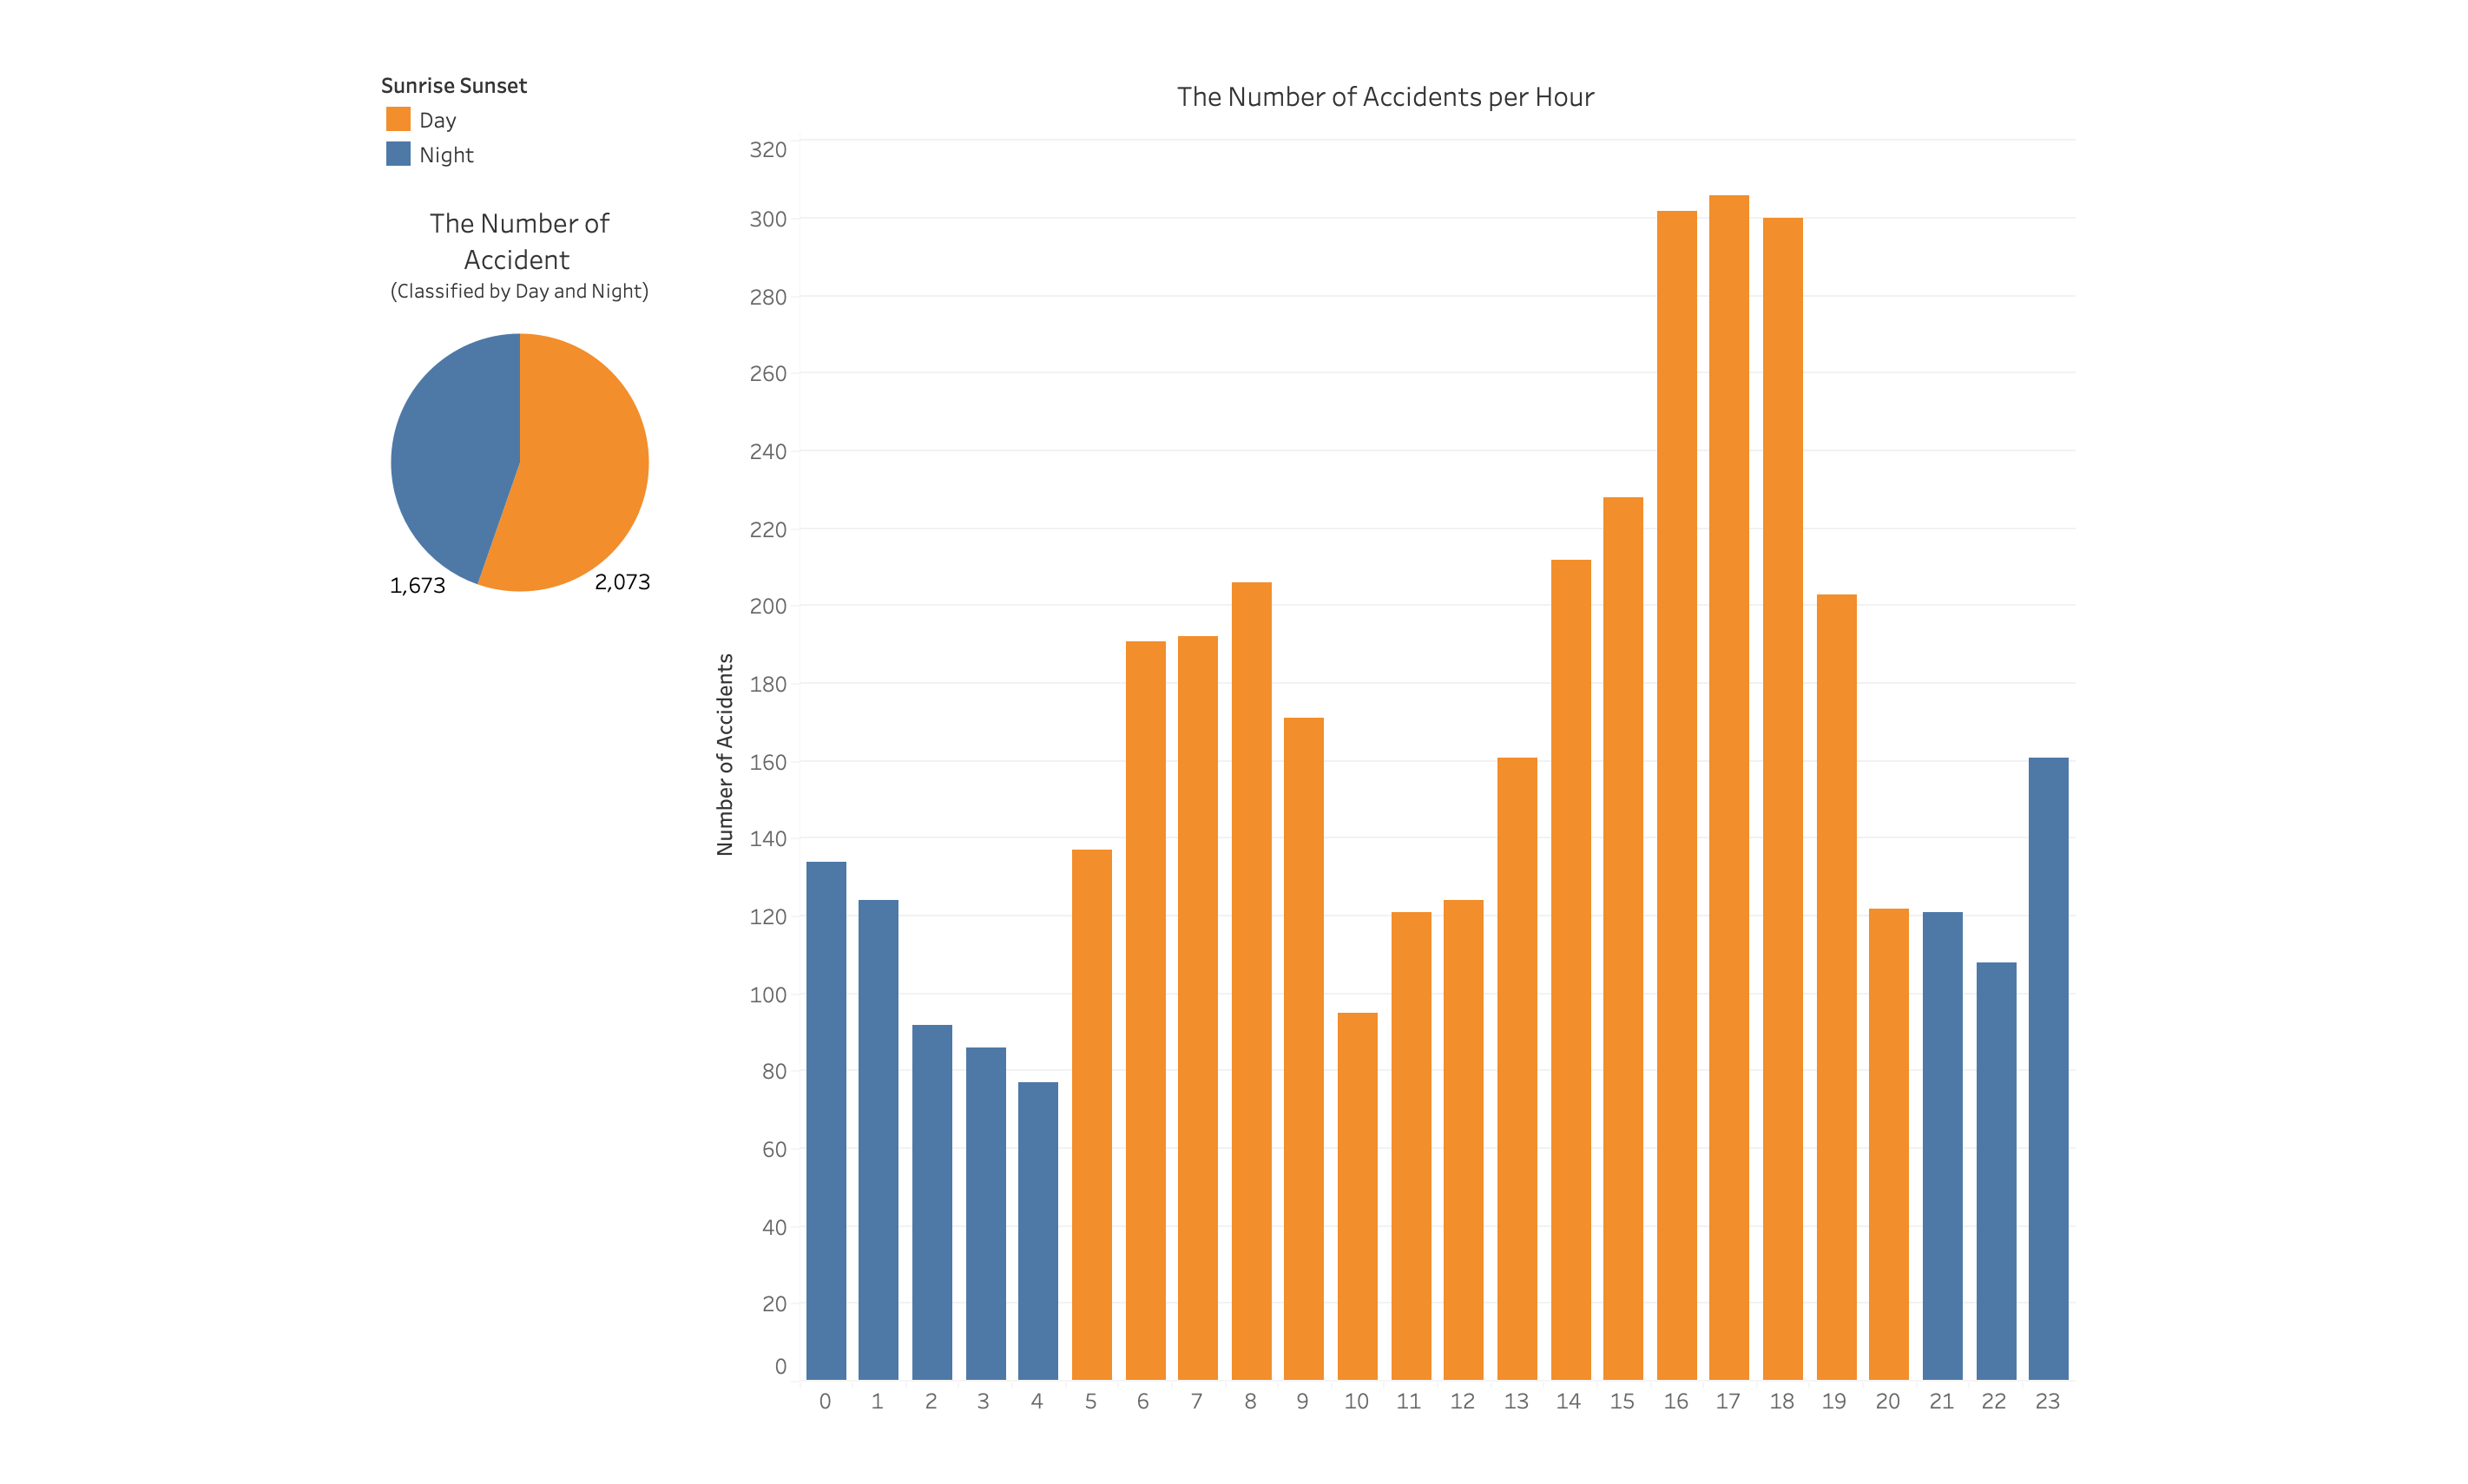 Sunrise Sunset
Day
Night
The Number of
Accident
(Classified by Day and Night)
1,673
2,073
The Number of Accidents per Hour
Number of Accidents
320
300
280
260
240
220
200
180
160
140
120
100
80
60
40
20
0
0 1 2 3 4 5 6 7 8 9 10 11 12 13 14 15 16 17 18 19 20 21 22 23